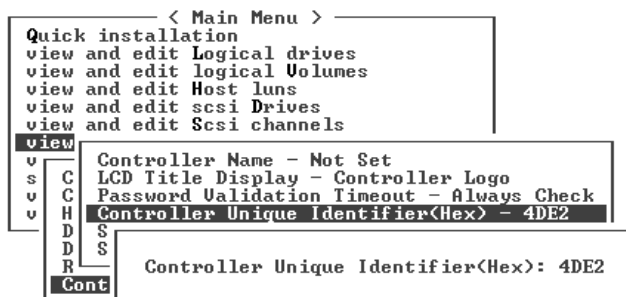 < Main Menu >
Quick installation
view and edit Logical drives
view and edit logical Volumes
view and edit Host luns
view and edit scsi Drives
view and edit Scsi channels
view
v
Controller Name - Not Set
s C LCD Title Display - Controller Logo
v C Password Validation Timeout - Always Check
v H Controller Unique Identifier(Hex) - 4DE2
D S
D S
R Controller Unique Identifier(Hex): 4DE2
Cont